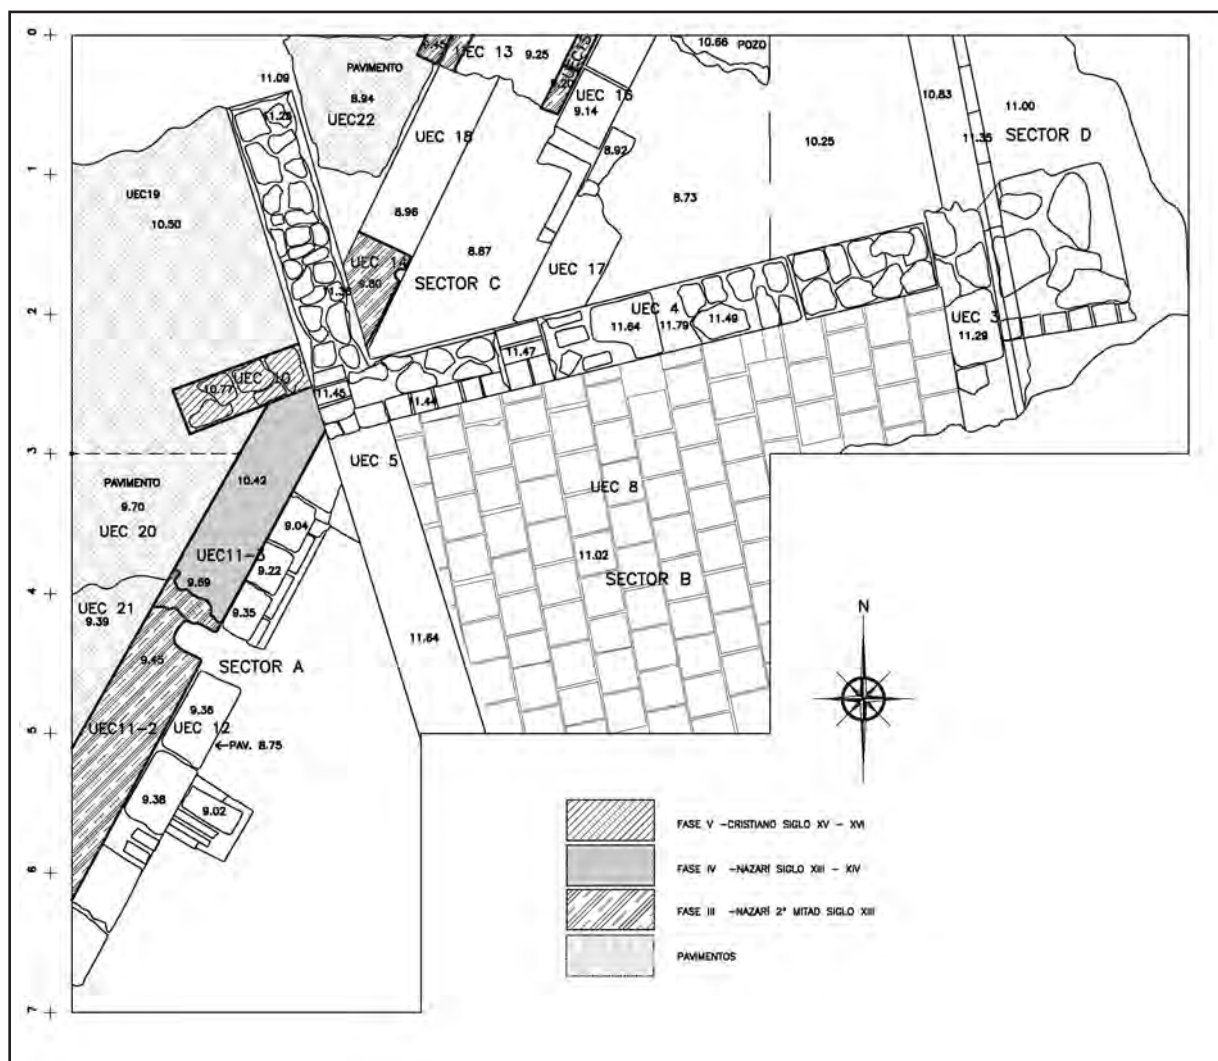 0
1
2
3
4
5
6
7
9.45
UEC 13
9.25
UEC15
9.20
10.66 POZO
PAVIMENTO
8.94
UEC22
11.09
11.25
UEC 18
UEC 16
9.14
8.92
10.83
11.00
11.35
SECTOR D
10.25
UEC19
10.50
8.96
8.73
8.87
UEC 14
9.80
SECTOR C
UEC 17
11.36
UEC 4
11.64
11.79
11.49
UEC 3
11.29
11.47
UEC 10
10.77
11.45
11.44
UEC 5
10.42
PAVIMENTO
9.70
UEC 20
UEC 8
9.04
UEC11-3
9.22
11.02
SECTOR B
9.69
9.35
UEC 21
9.39
11.64
9.45
SECTOR A
9.36
UEC11-2
UEC 12
PAV. 8.75
9.38
9.02
N
FASE V -CRISTIANO SIGLO XV - XVI
FASE IV -NAZARÍ SIGLO XIII - XIV
FASE III -NAZARÍ 2ª MITAD SIGLO XIII
PAVIMENTOS